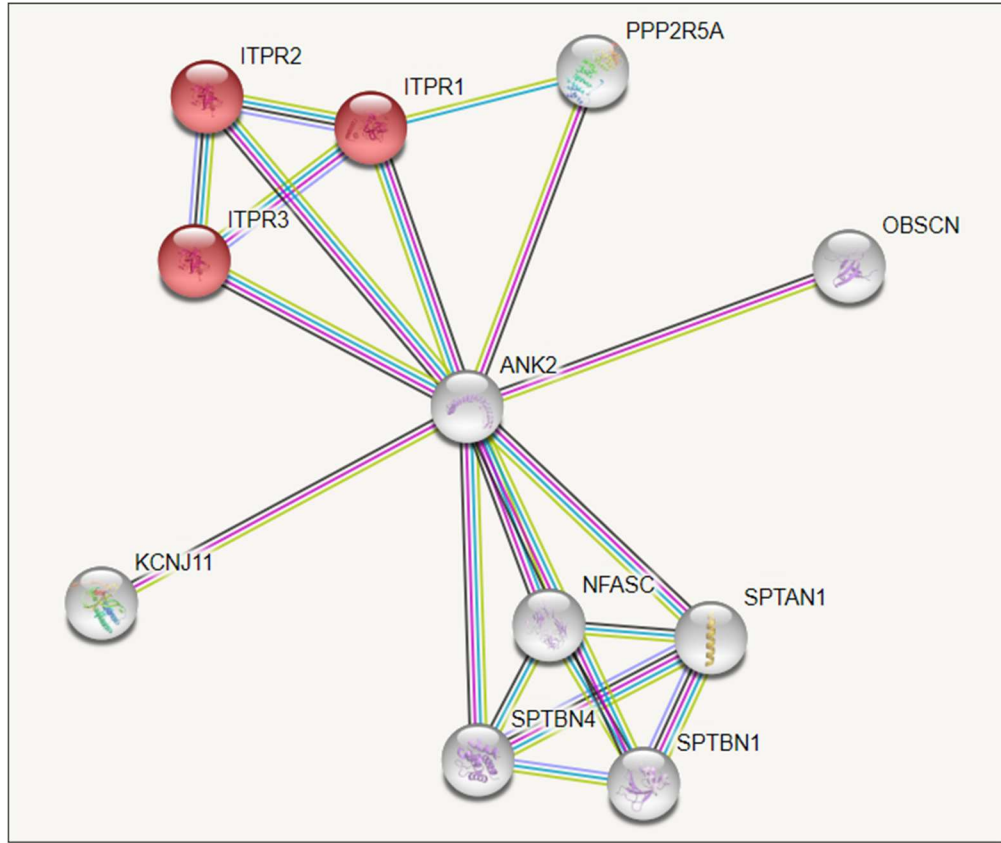 PPP2R5A
ITPR2
ITPR1
ITPR3
OBSCN
ANK2
KCNJ11
NFASC
SPTAN1
SPTBN4
SPTBN1